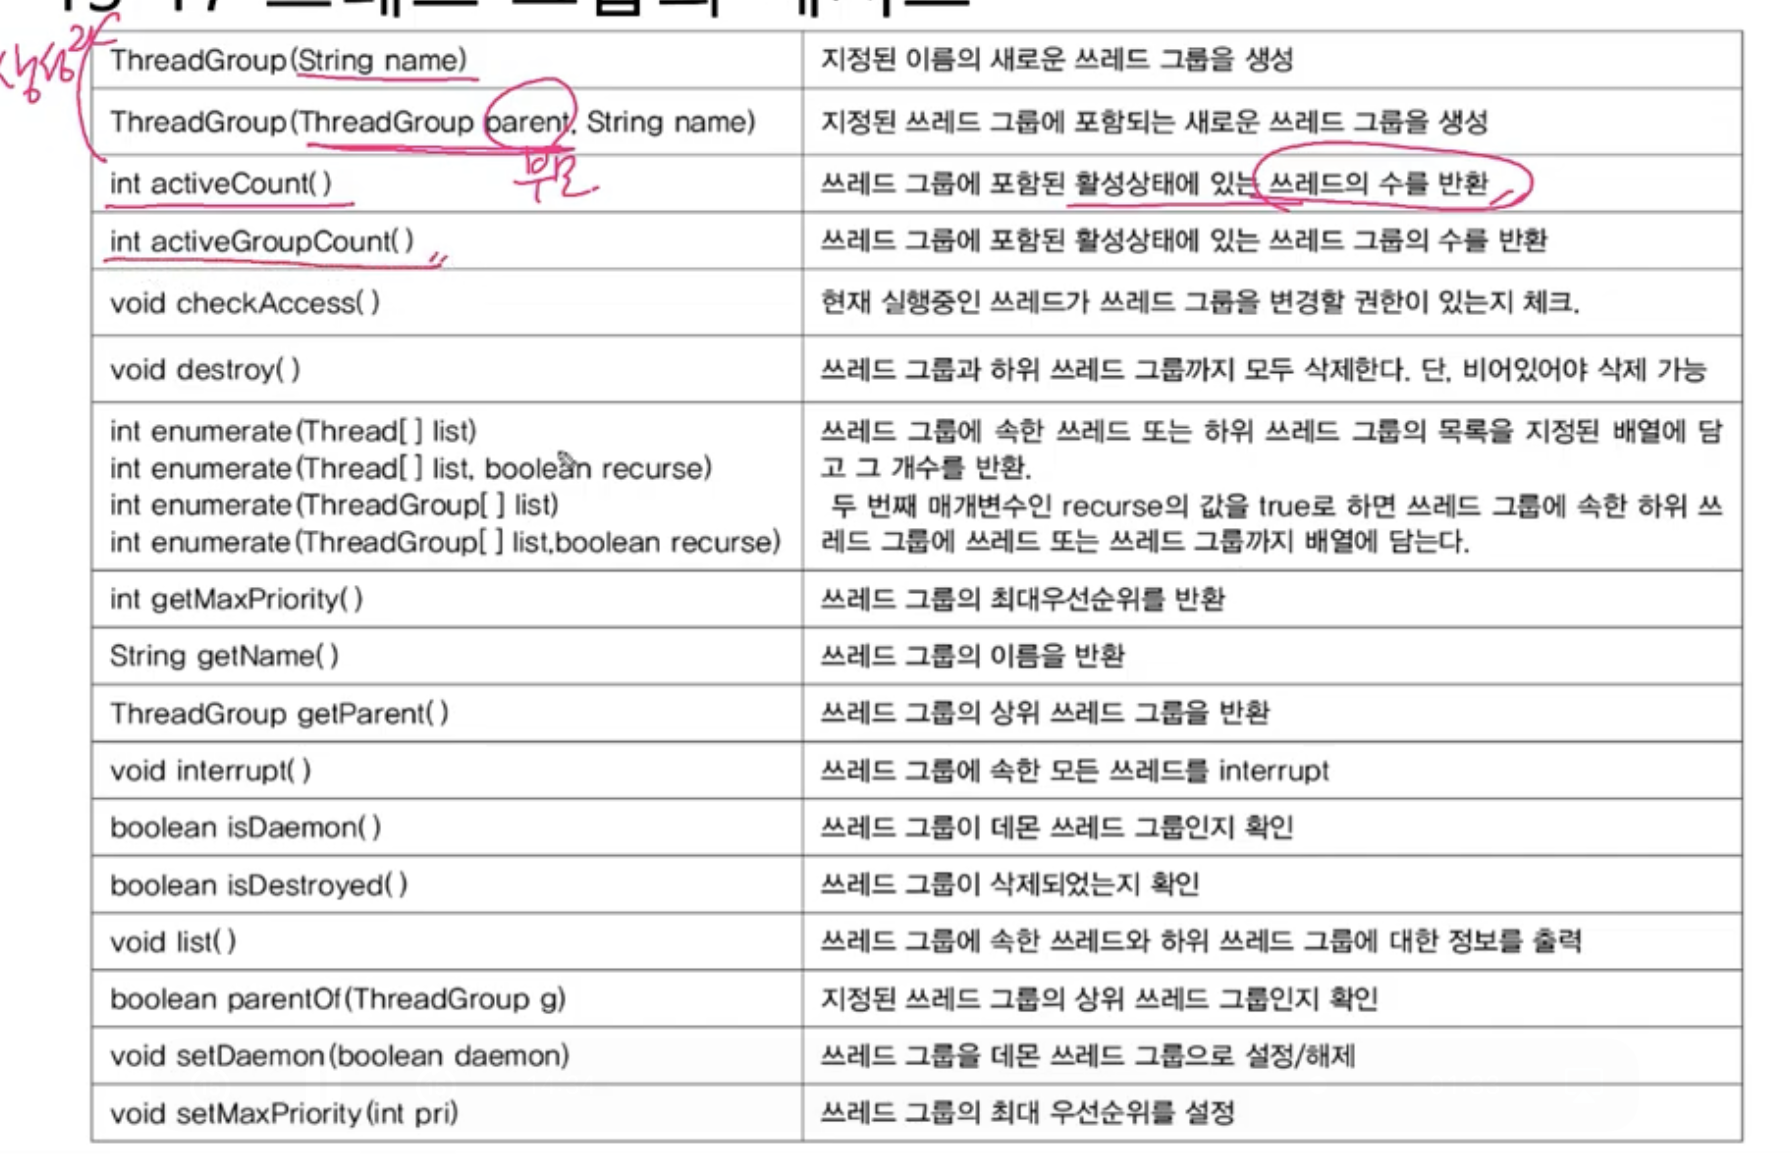 생성자
ThreadGroup(String name)
지정된 이름의 새로운 쓰레드 그룹을 생성
ThreadGroup(ThreadGroup parent, String name)
지정된 쓰레드 그룹에 포함되는 새로운 쓰레드 그룹을 생성
부모
int activeCount( )
쓰레드 그룹에 포함된 활성상태에 있는 쓰레드의 수를 반환
int activeGroupCount( )
쓰레드 그룹에 포함된 활성상태에 있는 쓰레드 그룹의 수를 반환
void checkAccess( )
현재 실행중인 쓰레드가 쓰레드 그룹을 변경할 권한이 있는지 체크.
void destroy( )
쓰레드 그룹과 하위 쓰레드 그룹까지 모두 삭제한다. 단, 비어있어야 삭제 가능
int enumerate(Thread[ ] list)
int enumerate(Thread[ ] list, boolean recurse)
int enumerate(ThreadGroup[ ] list)
int enumerate(ThreadGroup[ ] list,boolean recurse)
쓰레드 그룹에 속한 쓰레드 또는 하위 쓰레드 그룹의 목록을 지정된 배열에 담
고 그 개수를 반환.
두 번째 매개변수인 recurse의 값을 true로 하면 쓰레드 그룹에 속한 하위 쓰
레드 그룹에 쓰레드 또는 쓰레드 그룹까지 배열에 담는다.
int getMaxPriority( )
쓰레드 그룹의 최대우선순위를 반환
String getName( )
쓰레드 그룹의 이름을 반환
ThreadGroup getParent( )
쓰레드 그룹의 상위 쓰레드 그룹을 반환
void interrupt( )
쓰레드 그룹에 속한 모든 쓰레드를 interrupt
boolean isDaemon( )
쓰레드 그룹이 데몬 쓰레드 그룹인지 확인
boolean isDestroyed( )
쓰레드 그룹이 삭제되었는지 확인
void list( )
쓰레드 그룹에 속한 쓰레드와 하위 쓰레드 그룹에 대한 정보를 출력
boolean parentOf(ThreadGroup g)
지정된 쓰레드 그룹의 상위 쓰레드 그룹인지 확인
void setDaemon(boolean daemon)
쓰레드 그룹을 데몬 쓰레드 그룹으로 설정/해제
void setMaxPriority(int pri)
쓰레드 그룹의 최대 우선순위를 설정